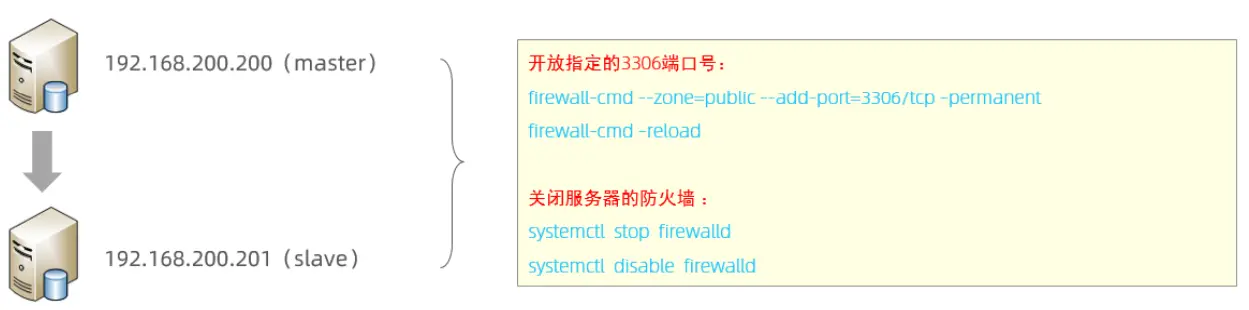 192.168.200.200（master）
192.168.200.201（slave）
开放指定的3306端口号：
firewall-cmd --zone=public --add-port=3306/tcp -permanent
firewall-cmd -reload
关闭服务器的防火墙：
systemctl stop firewalld
systemctl disable firewalld